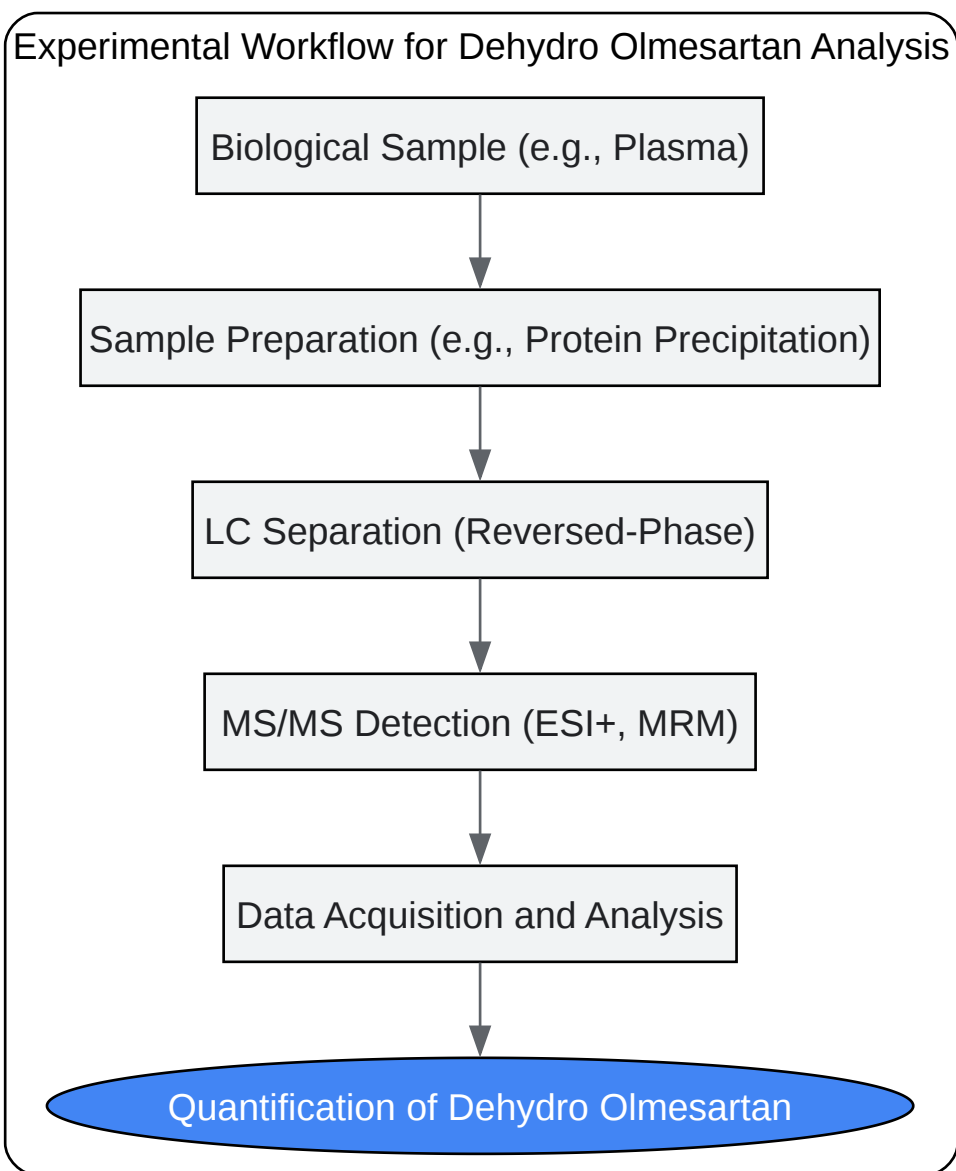 Experimental Workflow for Dehydro Olmesartan Analysis
Biological Sample (e.g., Plasma)
Sample Preparation (e.g., Protein Precipitation)
LC Separation (Reversed-Phase)
MS/MS Detection (ESI+, MRM)
Data Acquisition and Analysis
Quantification of Dehydro Olmesartan